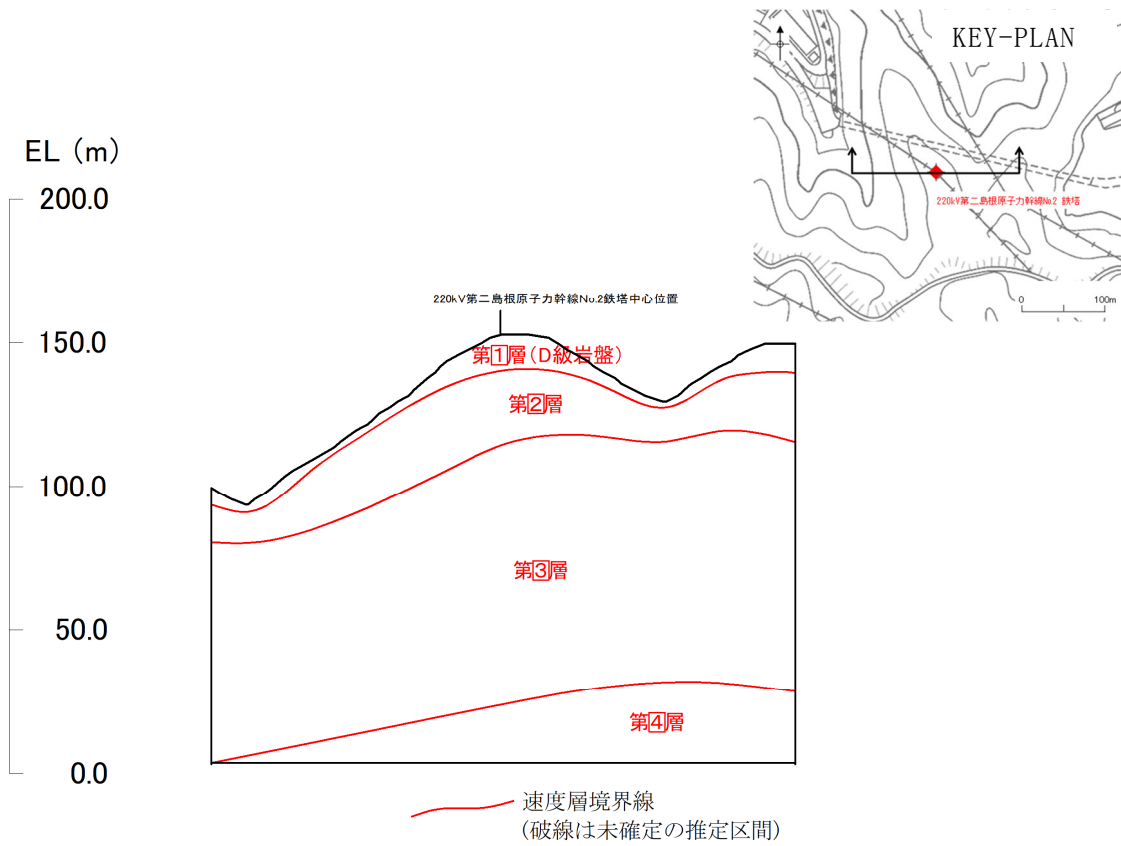 KEY-PLAN
220kV第二島根原子力幹線No.2 鉄塔
0 100m
EL (m)
200.0
220kV第二島根原子力幹線No.2鉄塔中心位置
150.0
第1層(D級岩盤)
第2層
100.0
第3層
50.0
第4層
0.0
速度層境界線
(破線は未確定の推定区間)